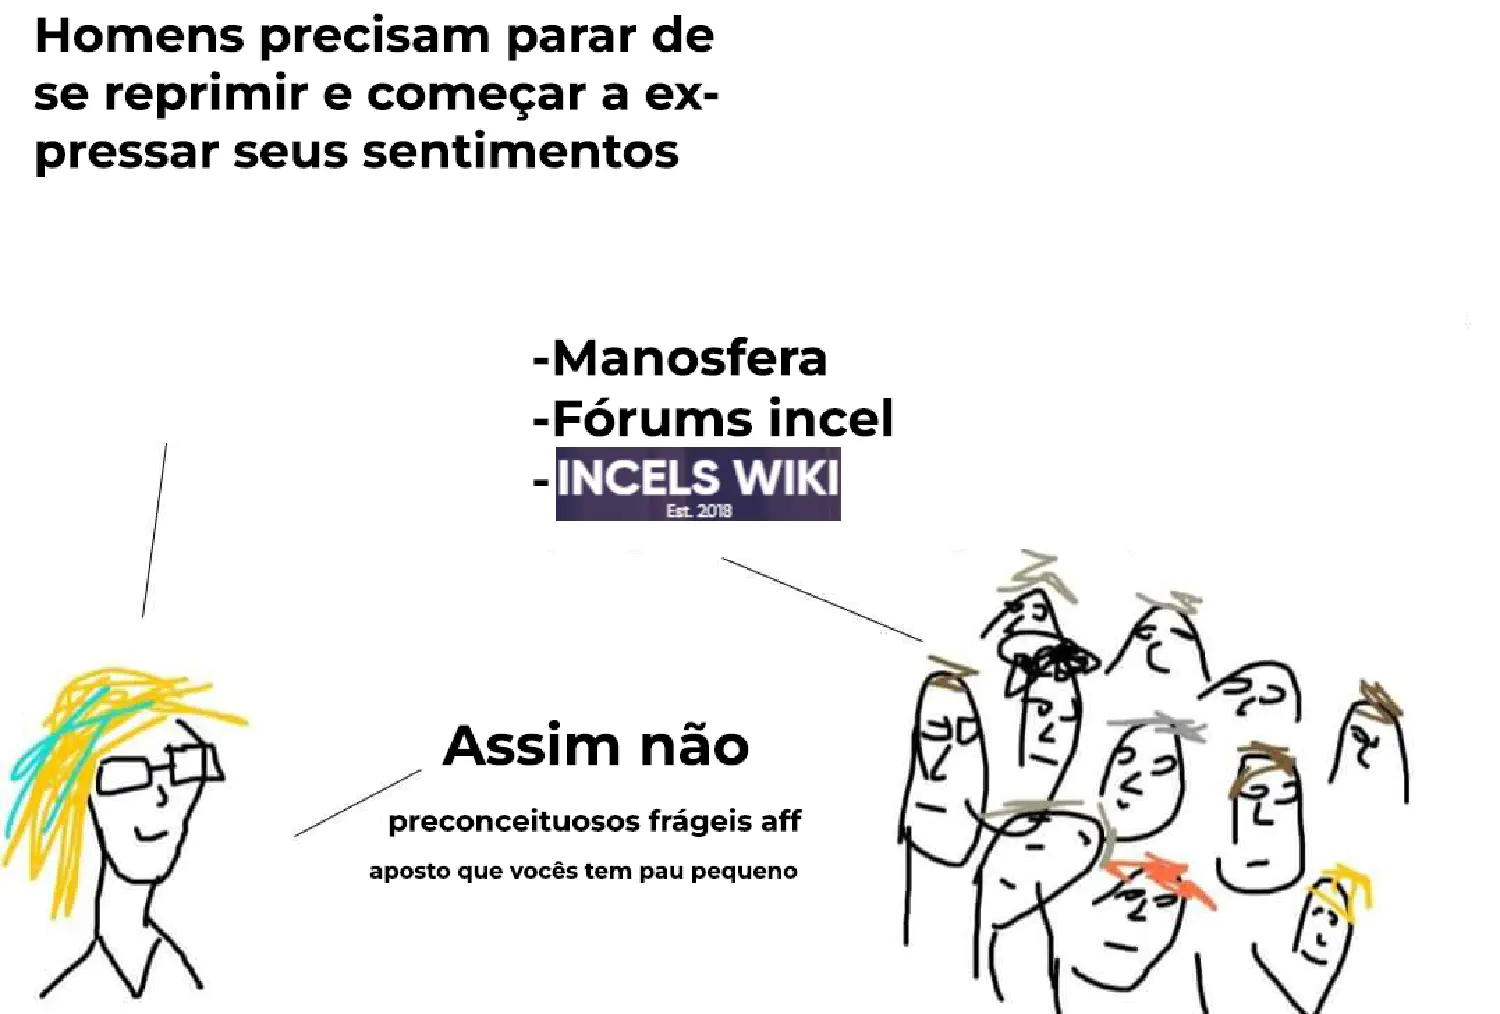 Homens precisam parar de
se reprimir e começar a ex-
pressar seus sentimentos
-Manosfera
-Fórums incel
-INCELS WIKI
Est. 2018
Assim não
preconceituosos frágeis aff
aposto que vocês tem pau pequeno